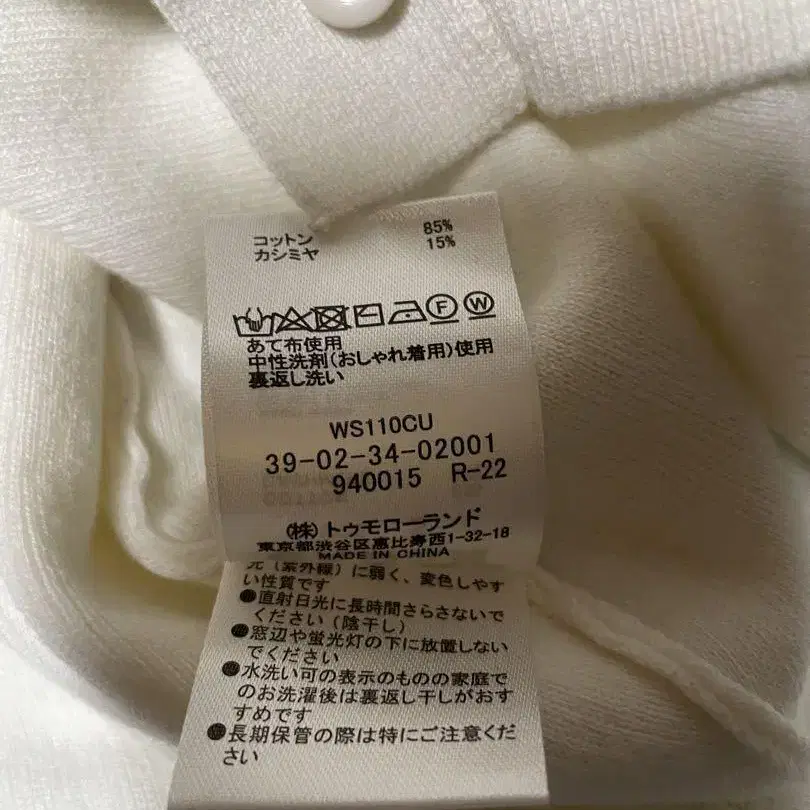 コットン 85%
カシミヤ 15%
F W
あて布使用
中性洗剤(おしゃれ着用)使用
裏返し洗い
WS110CU
39-02-34-02001
940015 R-22
(株)トゥモローランド
東京都渋谷区恵比寿西1-32-18
MADE IN CHINA
光(紫外線)に弱く、変色しやす
い性質です
●直射日光に長時間さらさないで
ください(陰干し)
●窓辺や蛍光灯の下に放置しない
でください
●水洗い可の表示のものの家庭で
のお洗濯後は裏返し干しがおす
すめです
●長期保管の際は特にご注意くだ
さい